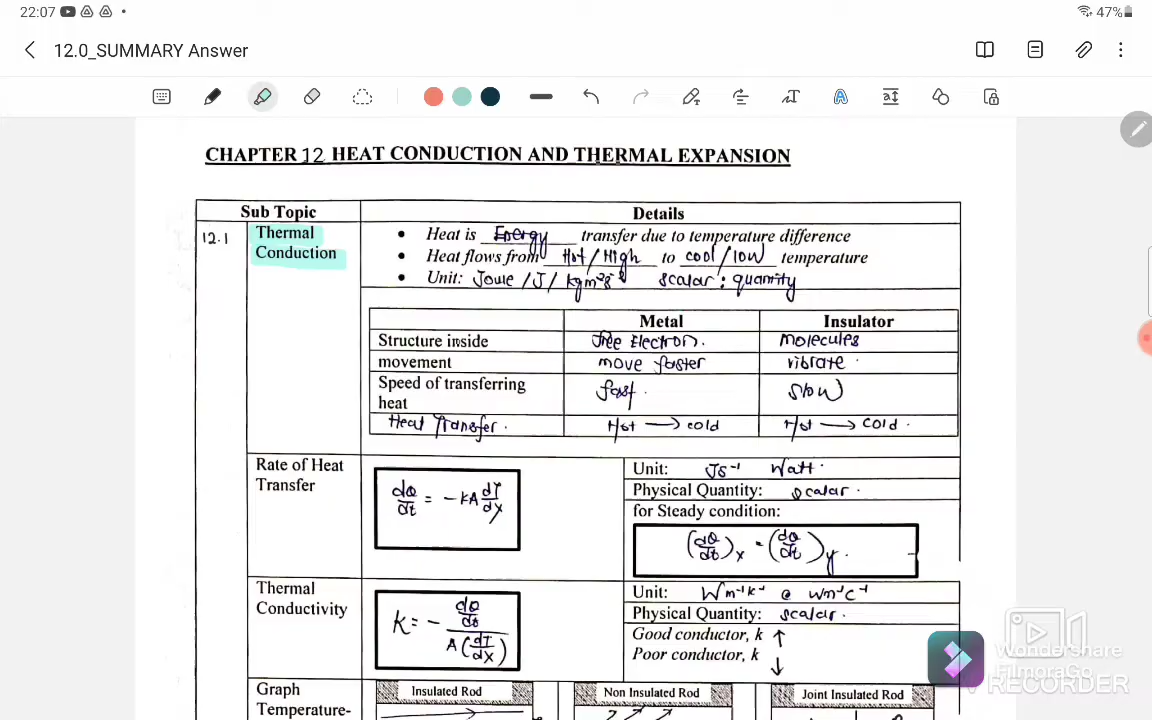 22:07
47%
12.0_SUMMARY Answer
CHAPTER 12 HEAT CONDUCTION AND THERMAL EXPANSION
Sub Topic Details
12.1 Thermal Conduction
• Heat is Energy transfer due to temperature difference
• Heat flows from Hot/High to cool/low temperature
• Unit: Joule/J/ kgm²s⁻² scalar: quantity
Metal Insulator
Structure inside free Electron. molecules
movement move faster vibrate.
Speed of transferring heat fast. slow
Heat Transfer. Hot → cold Hot → cold.
Rate of Heat Transfer
dQ/dt = -KA dT/dx
Unit: Js⁻¹ Watt.
Physical Quantity: scalar.
for Steady condition:
(dQ/dt)x = (dQ/dt)y.
Thermal Conductivity
K = - dQ/dt / A(dT/dx)
Unit: Wm⁻¹K⁻¹ @ Wm⁻¹C⁻¹
Physical Quantity: scalar.
Good conductor, k ↑
Poor conductor, k ↓
Graph Temperature-
Insulated Rod
Non Insulated Rod
Joint Insulated Rod
Wondershare
FilmoraGo
V RECORDER